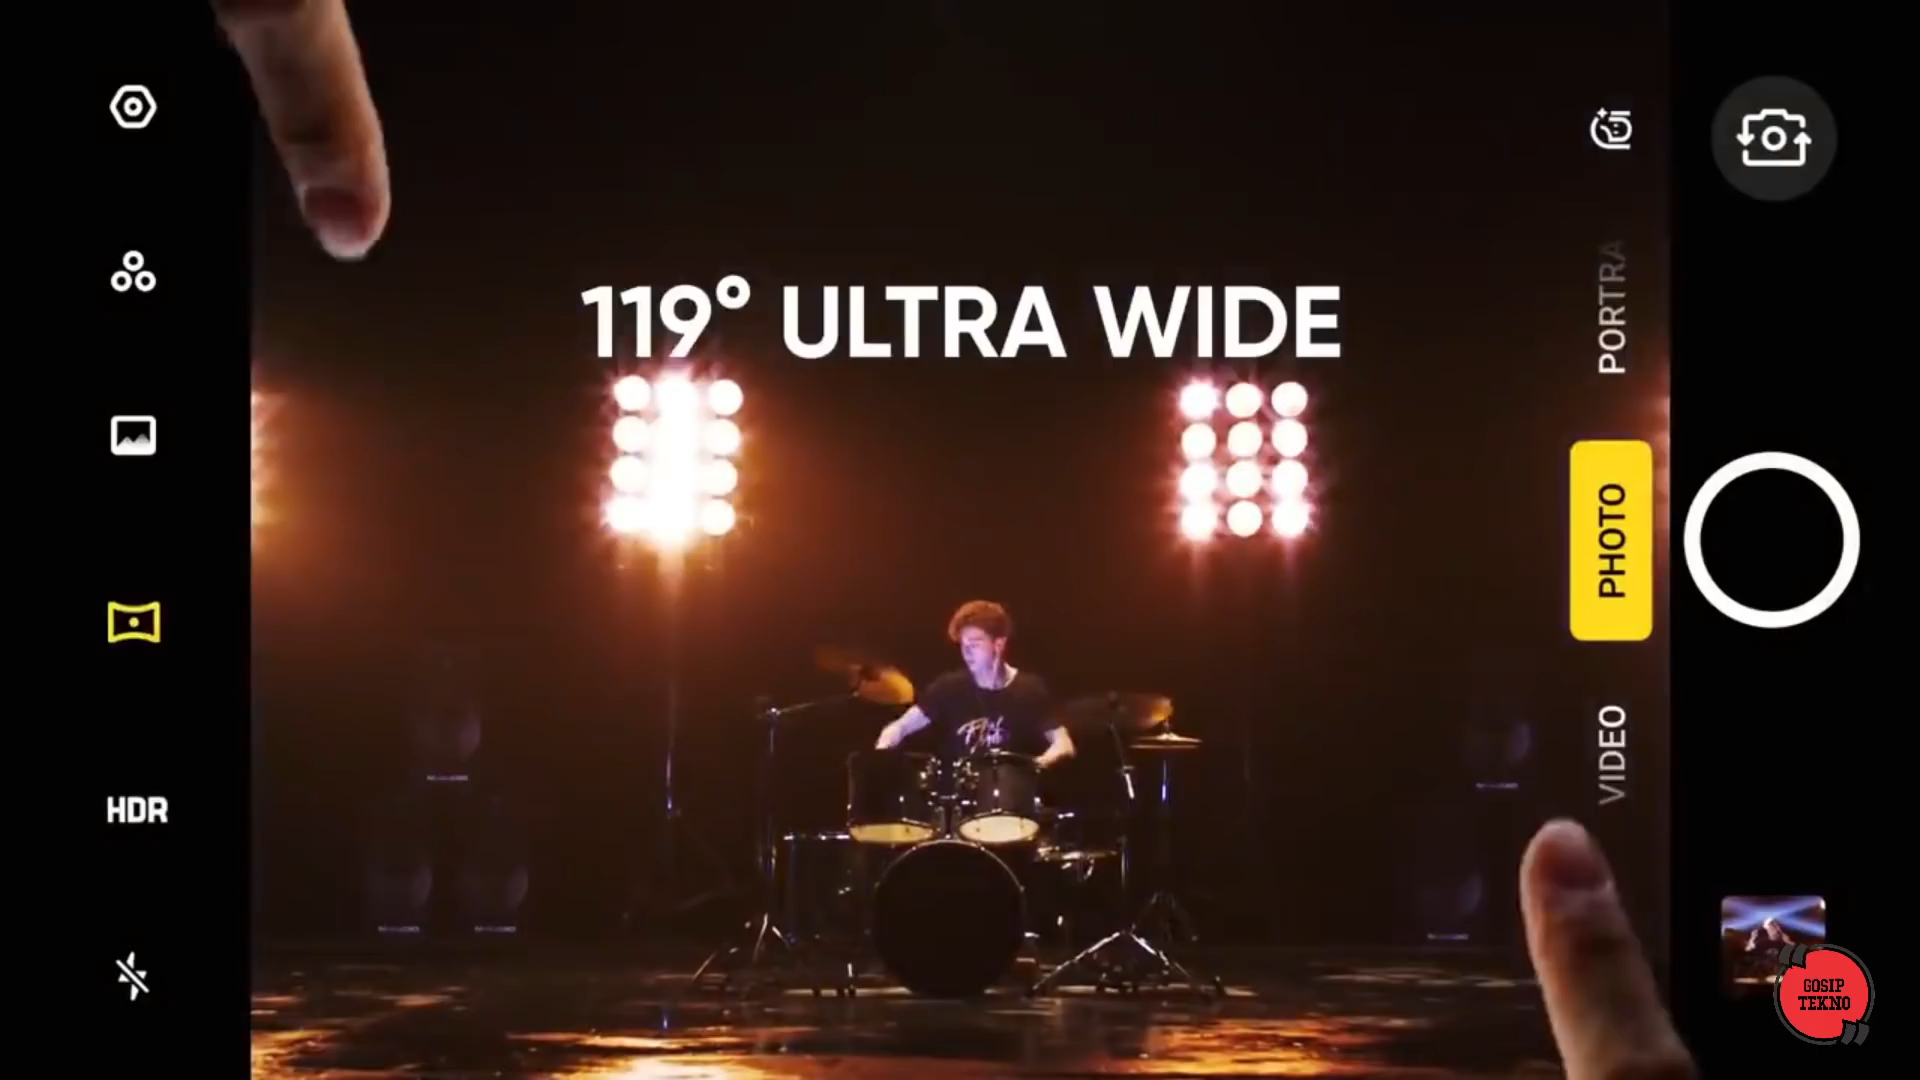 119° ULTRA WIDE
PORTRA
PHOTO
VIDEO
HDR
GOSIP
TEKNO